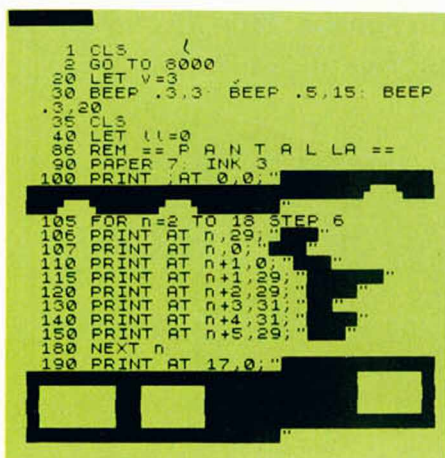 1 CLS
2 GO TO 8000
20 LET v=3
30 BEEP .3,3: BEEP .5,15: BEEP
.3,20
35 CLS
40 LET ll=0
86 REM == P A N T A L LA ==
90 PAPER 7: INK 3
100 PRINT ;AT 0,0;"
"
105 FOR n=2 TO 18 STEP 6
106 PRINT AT n,29;" "
107 PRINT AT n,0;" "
110 PRINT AT n+1,0;" "
115 PRINT AT n+1,29;" "
120 PRINT AT n+2,29;" "
130 PRINT AT n+3,31;" "
140 PRINT AT n+4,31;" "
150 PRINT AT n+5,29;" "
180 NEXT n
190 PRINT AT 17,0;"
"